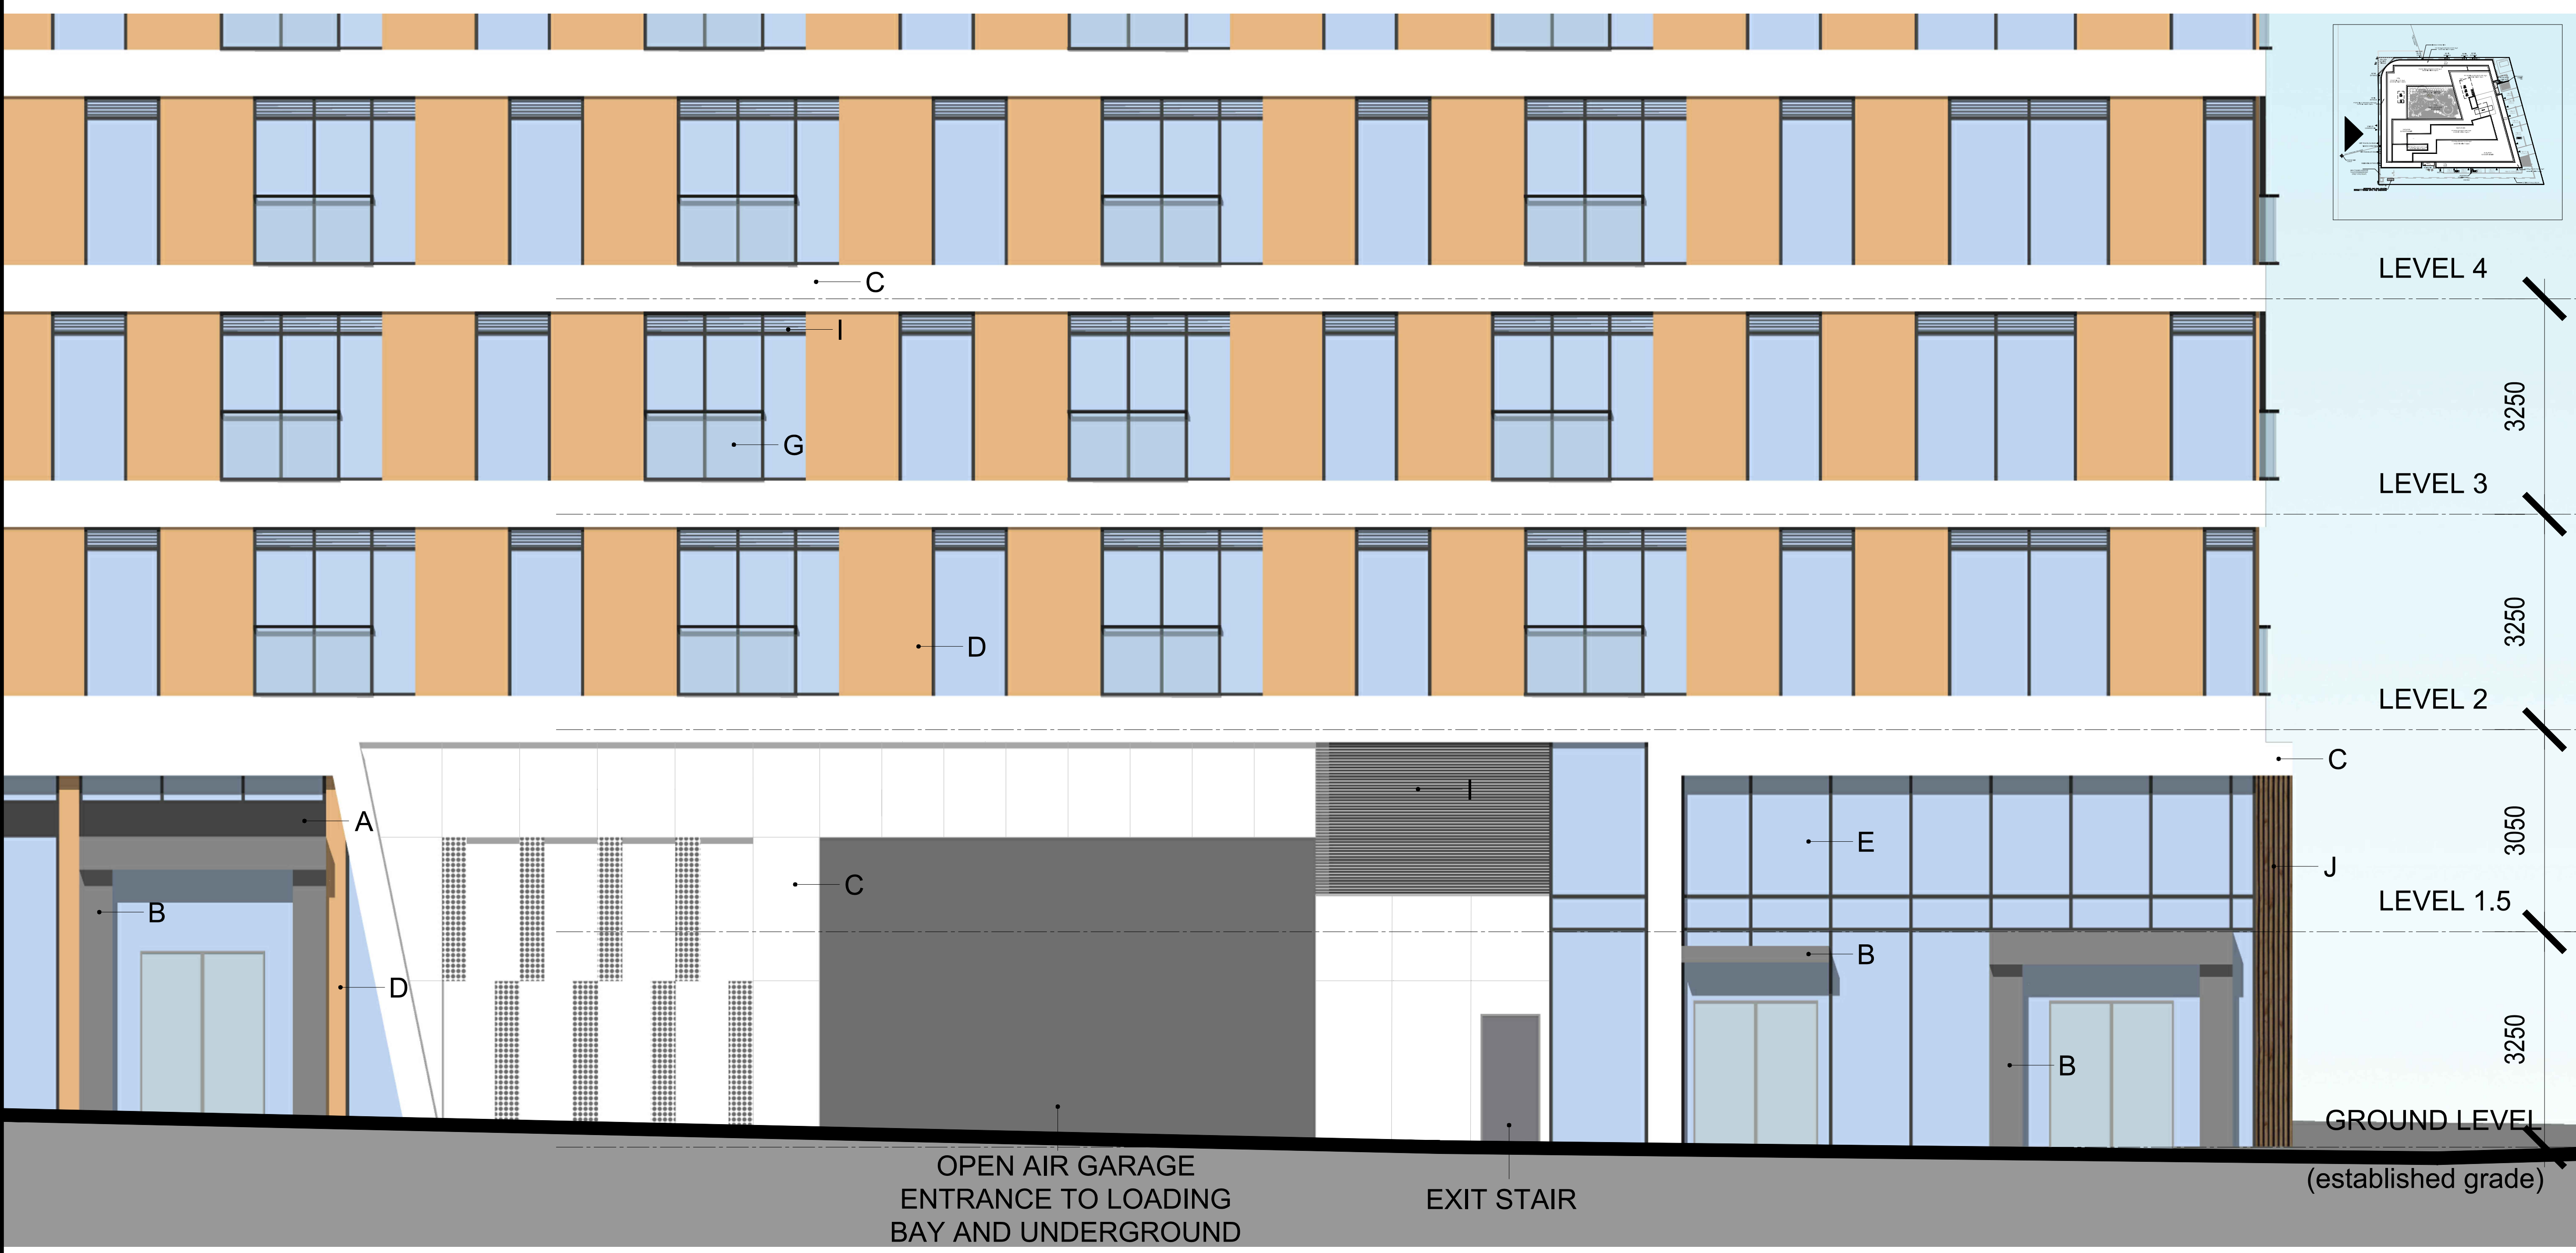 LEVEL 4
C
I
3250
G
LEVEL 3
3250
D
LEVEL 2
C
I
A
E
3050
J
C
LEVEL 1.5
B
B
D
3250
B
GROUND LEVEL
(established grade)
OPEN AIR GARAGE
ENTRANCE TO LOADING
BAY AND UNDERGROUND
EXIT STAIR